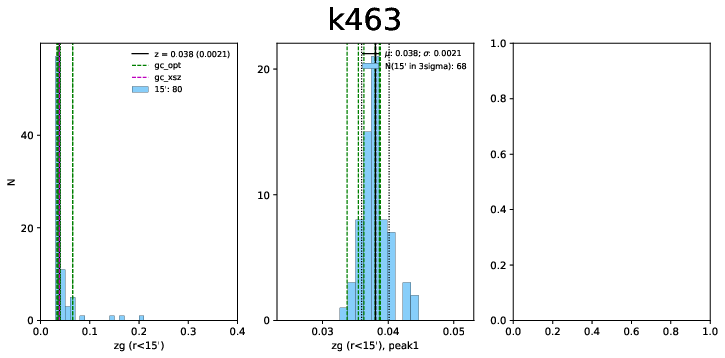 k463
z = 0.038 (0.0021)
gc_opt
gc_xsz
15': 80
N
0
20
40
0.0 0.1 0.2 0.3 0.4
zg (r<15')
μ: 0.038; σ: 0.0021
N(15' in 3sigma): 68
0
10
20
0.03 0.04 0.05
zg (r<15'), peak1
1.0
0.8
0.6
0.4
0.2
0.0
0.0 0.2 0.4 0.6 0.8 1.0